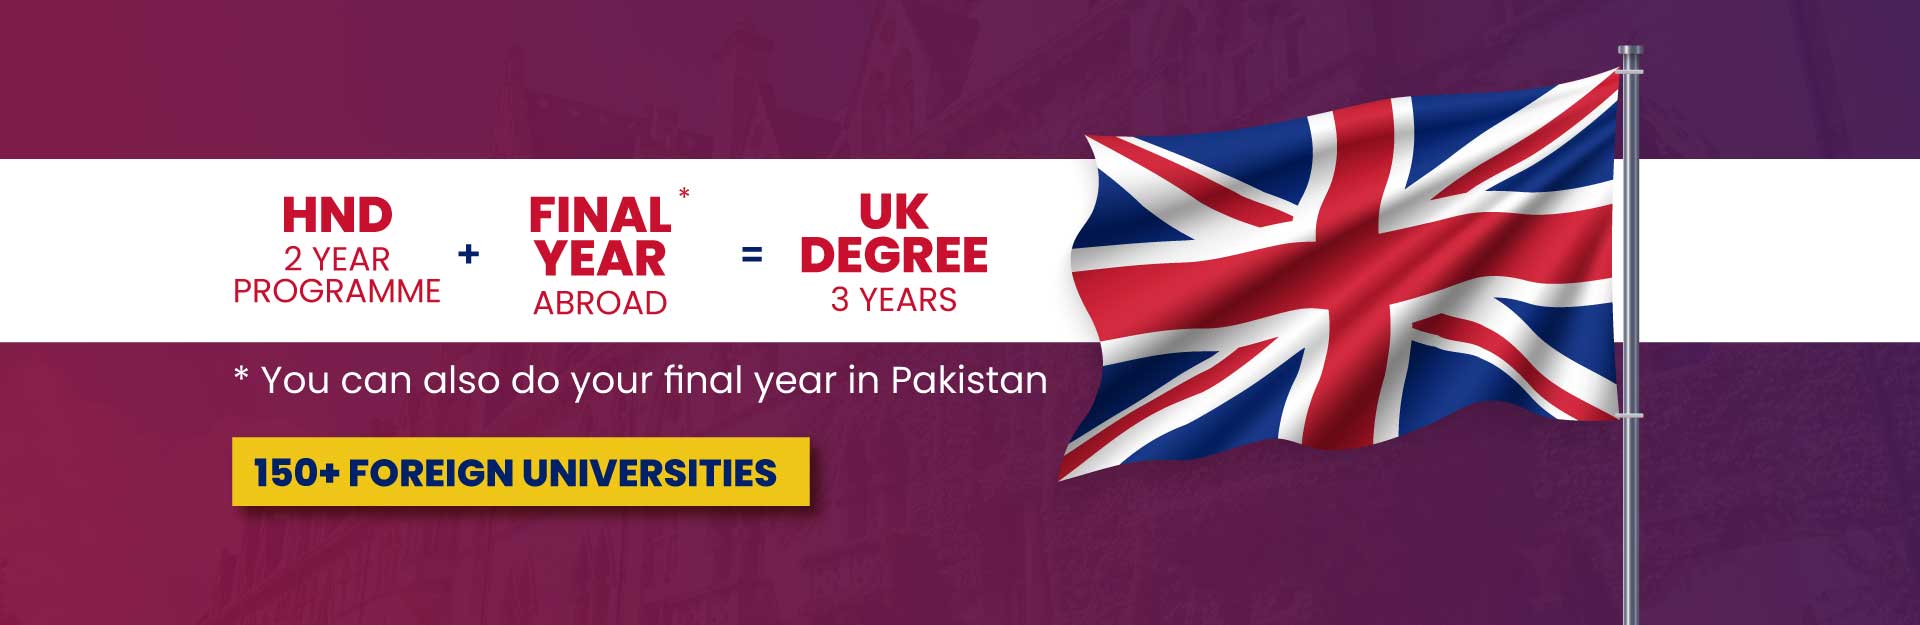 HND
2 YEAR
PROGRAMME
+
FINAL *
YEAR
ABROAD
=
UK
DEGREE
3 YEARS
* You can also do your final year in Pakistan
150+ FOREIGN UNIVERSITIES